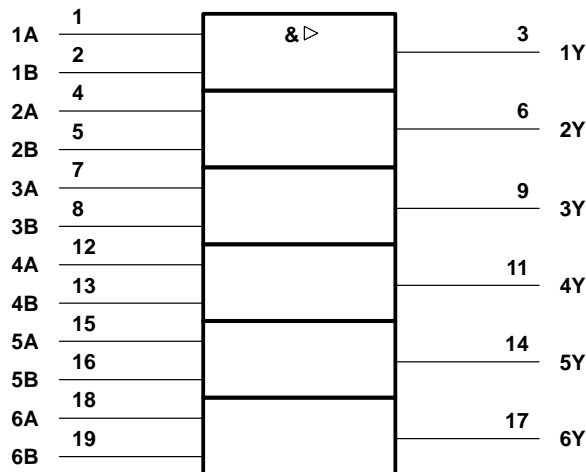 1A 1 & ▷ 3 1Y
1B 2
2A 4 6 2Y
2B 5
3A 7 9 3Y
3B 8
4A 12 11 4Y
4B 13
5A 15 14 5Y
5B 16
6A 18 17 6Y
6B 19